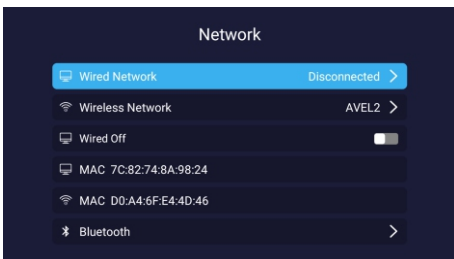 Network
Wired Network Disconnected
Wireless Network AVEL2
Wired Off
MAC 7C:82:74:8A:98:24
MAC D0:A4:6F:E4:4D:46
Bluetooth